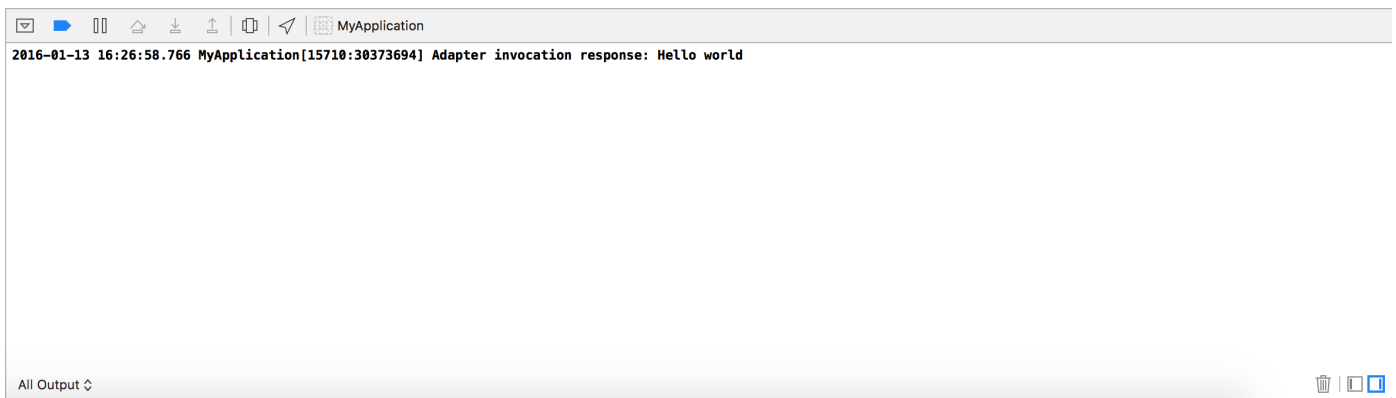 MyApplication
2016-01-13 16:26:58.766 MyApplication[15710:30373694] Adapter invocation response: Hello world
All Output